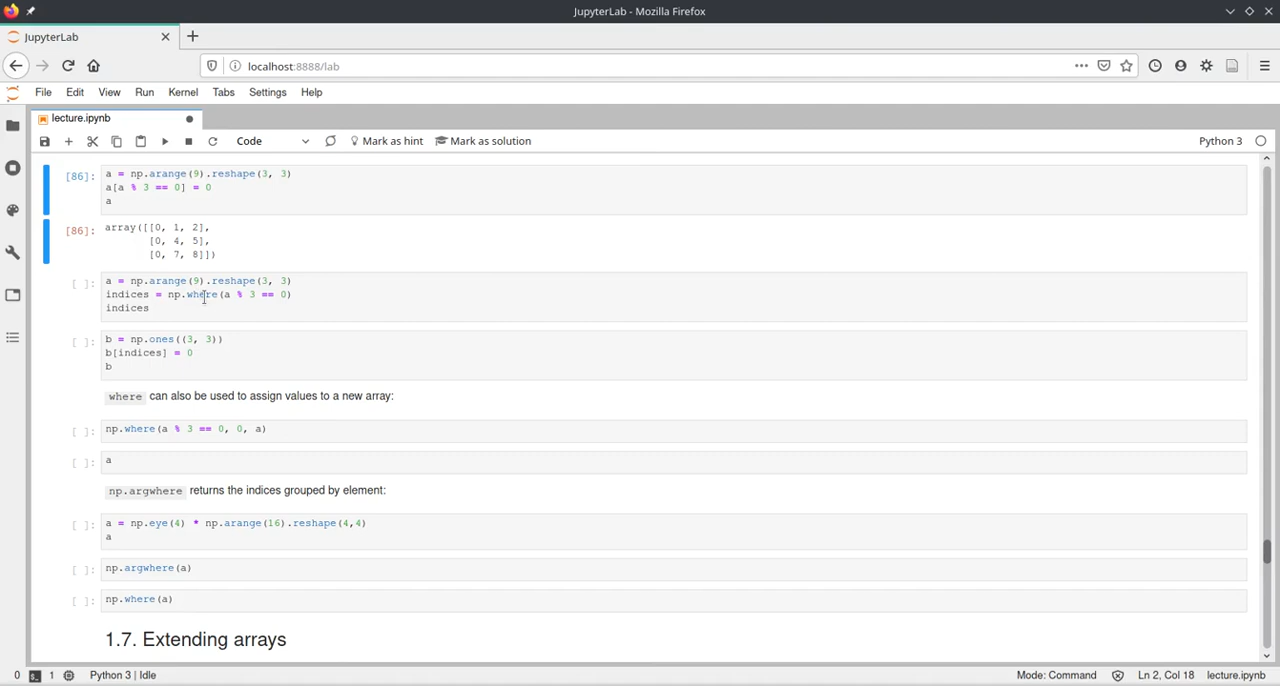 JupyterLab - Mozilla Firefox
JupyterLab
localhost:8888/lab
File Edit View Run Kernel Tabs Settings Help
lecture.ipynb
Code Mark as hint Mark as solution Python 3
[86]: a = np.arange(9).reshape(3, 3)
a[a % 3 == 0] = 0
a
[86]: array([[0, 1, 2],
[0, 4, 5],
[0, 7, 8]])
[ ]: a = np.arange(9).reshape(3, 3)
indices = np.where(a % 3 == 0)
indices
[ ]: b = np.ones((3, 3))
b[indices] = 0
b
where can also be used to assign values to a new array:
[ ]: np.where(a % 3 == 0, 0, a)
[ ]: a
np.argwhere returns the indices grouped by element:
[ ]: a = np.eye(4) * np.arange(16).reshape(4,4)
a
[ ]: np.argwhere(a)
[ ]: np.where(a)
1.7. Extending arrays
0 1 Python 3 | Idle Mode: Command Ln 2, Col 18 lecture.ipynb